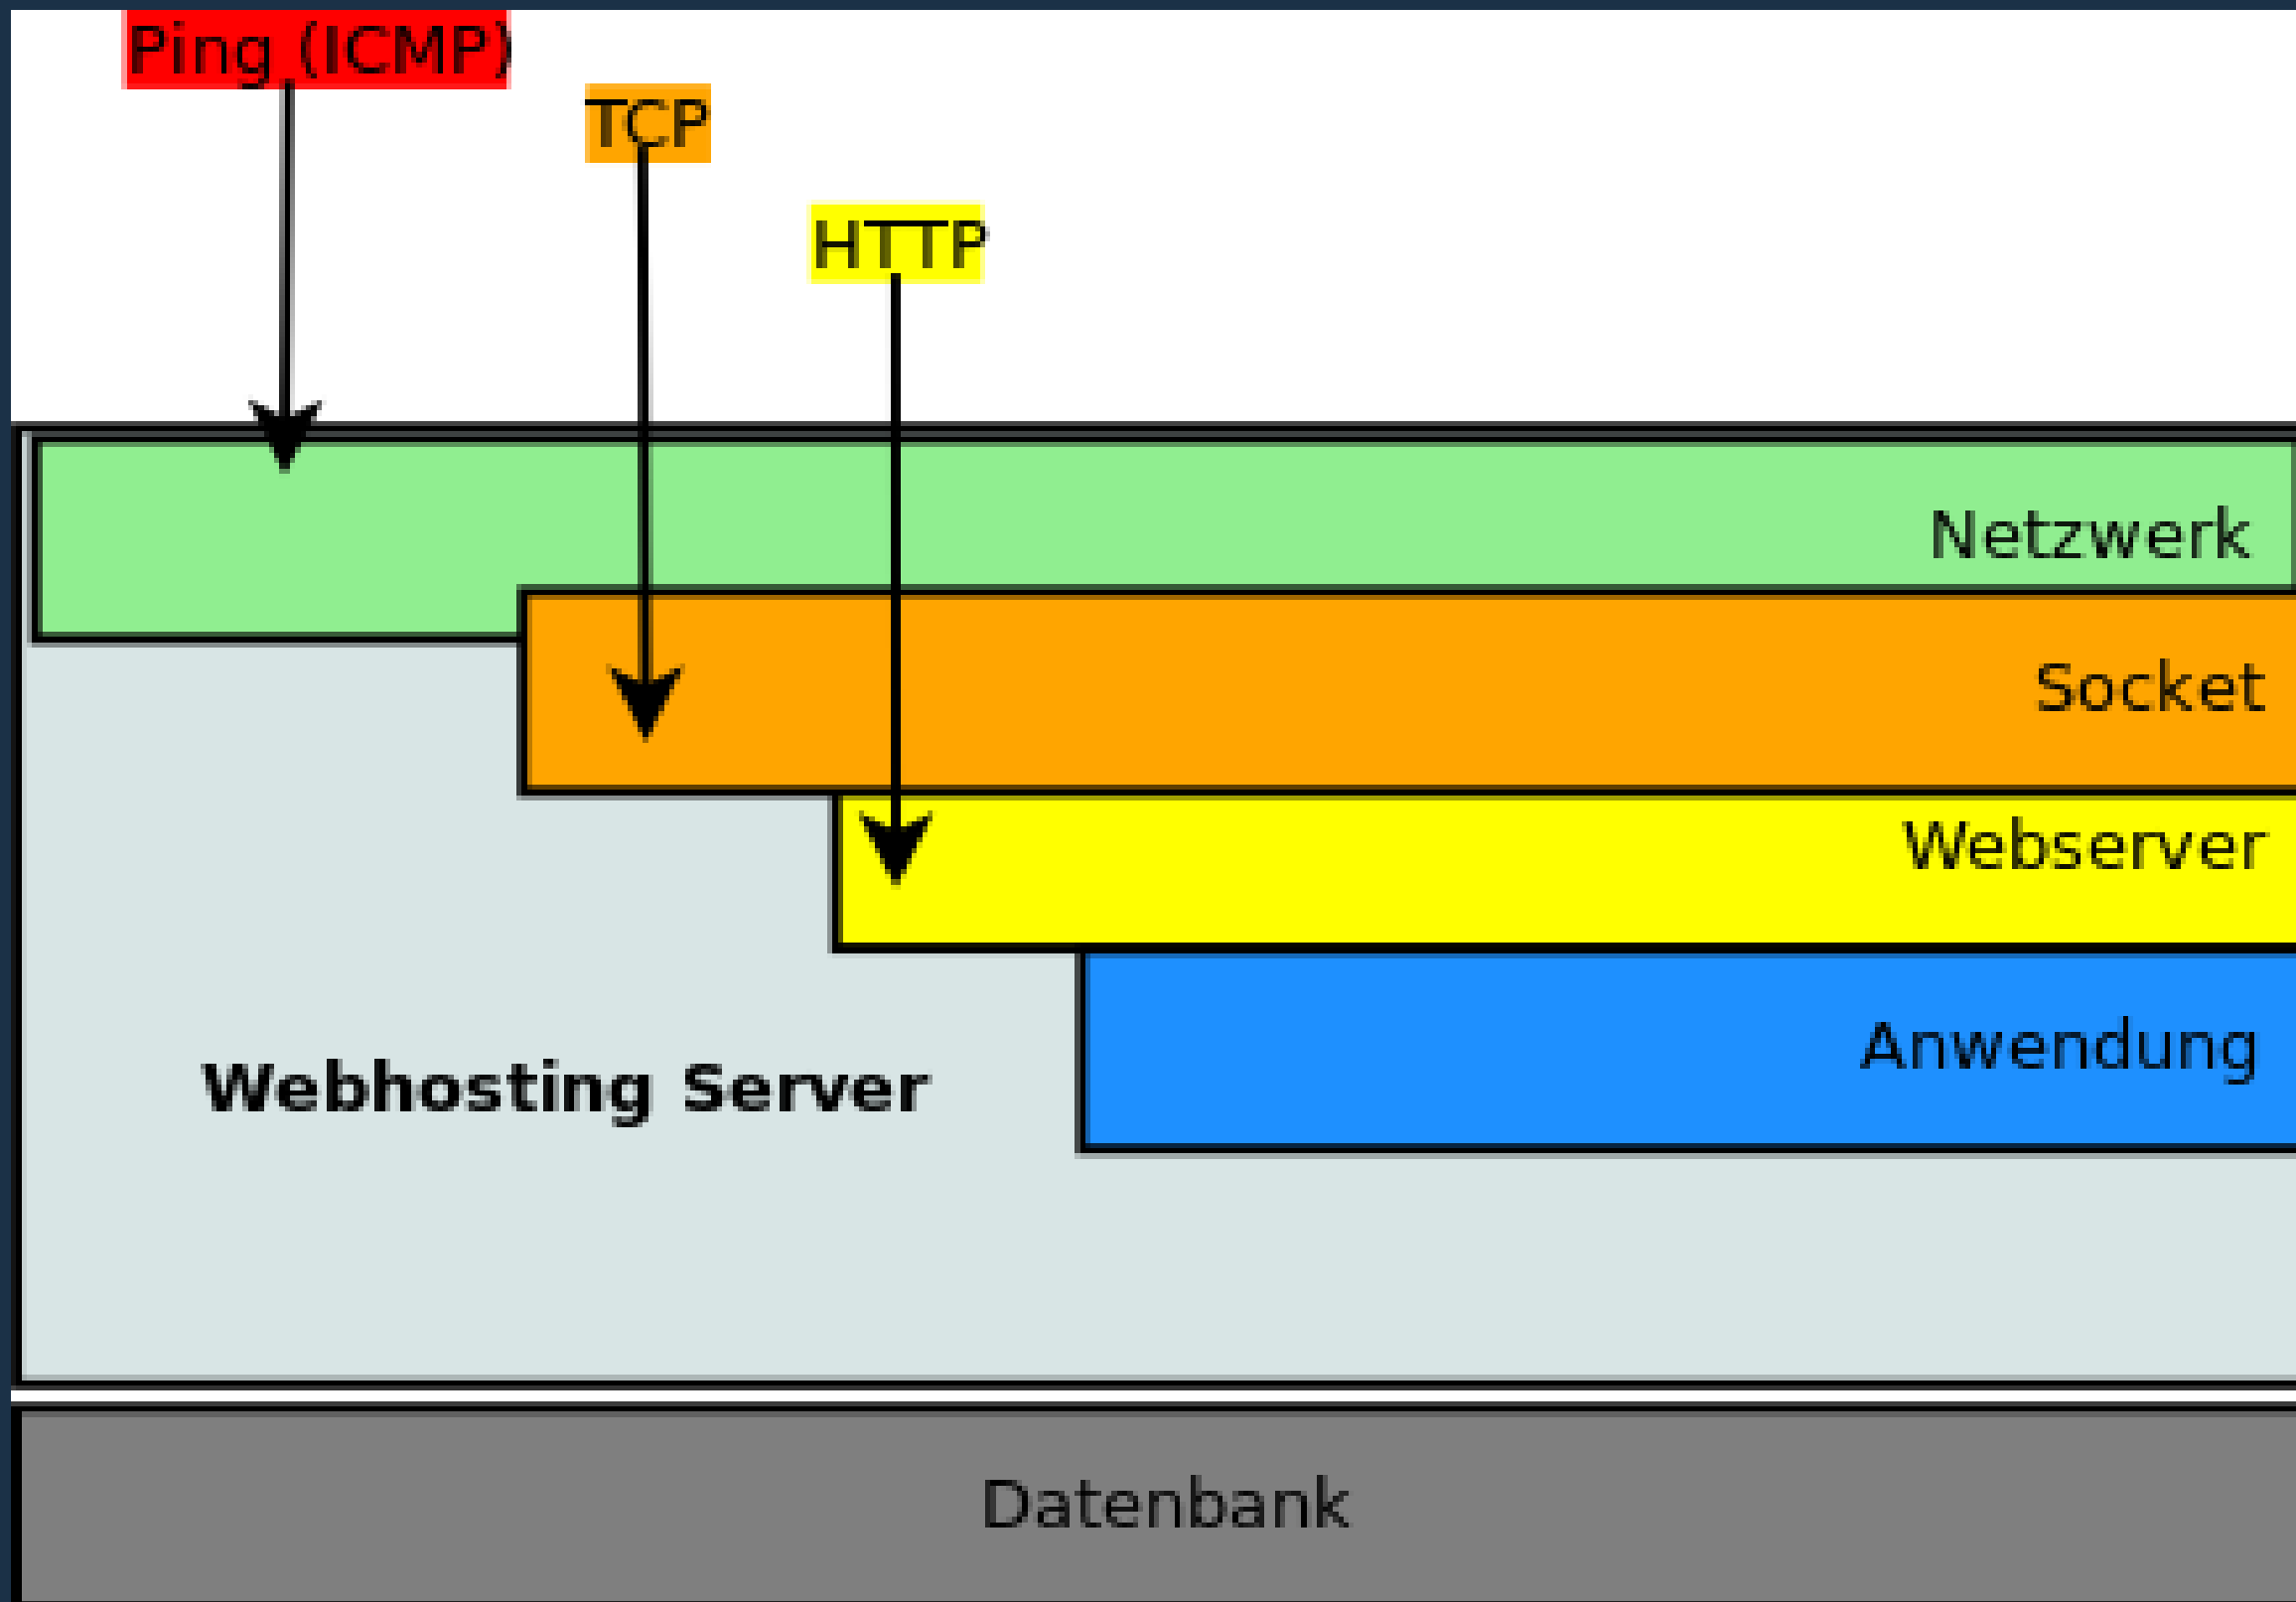 Ping (ICMP)
TCP
HTTP
Netzwerk
Socket
Webserver
Anwendung
Webhosting Server
Datenbank